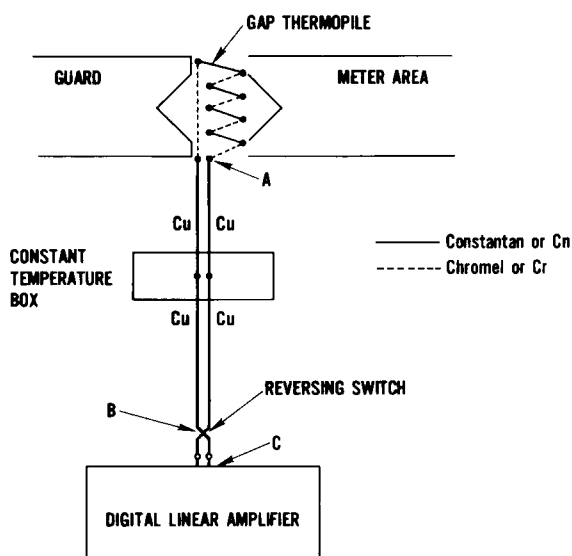 GAP THERMOPILE
GUARD
METER AREA
A
Cu
Cu
CONSTANT
TEMPERATURE
BOX
Constantan or Cn
Chromel or Cr
Cu
Cu
REVERSING SWITCH
B
C
DIGITAL LINEAR AMPLIFIER